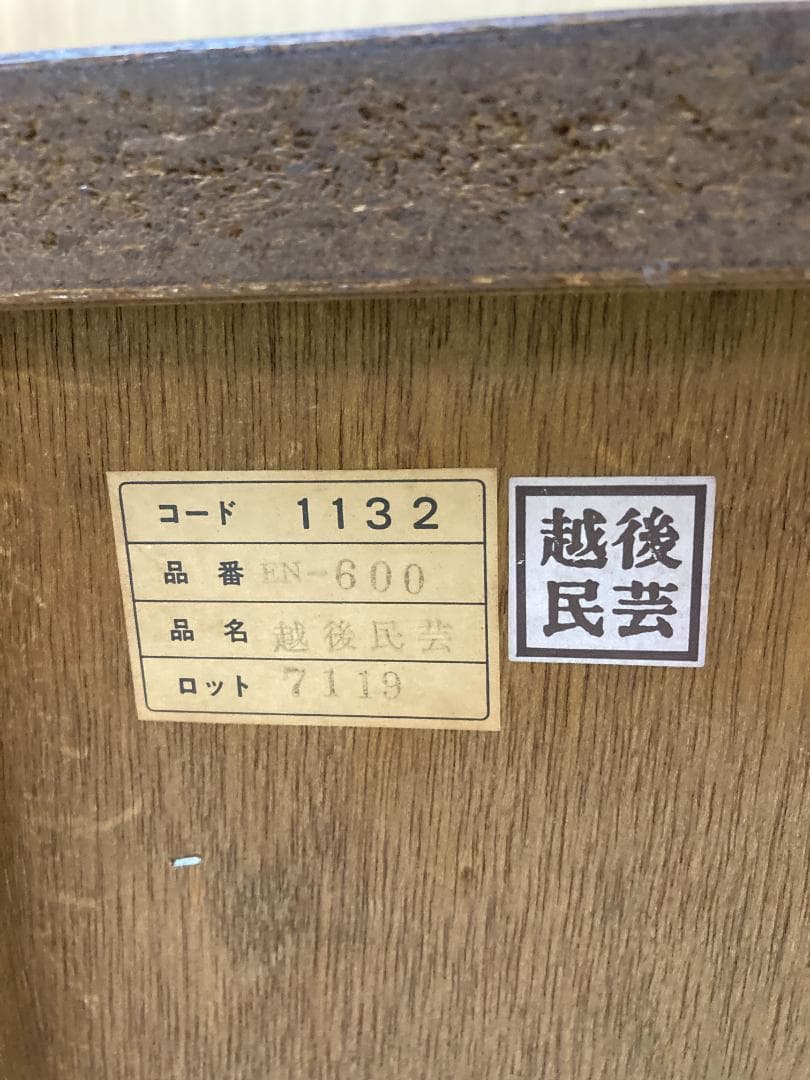 コード 1132
品番 EN-600
品名 越後民芸
ロット 7119
越後
民芸